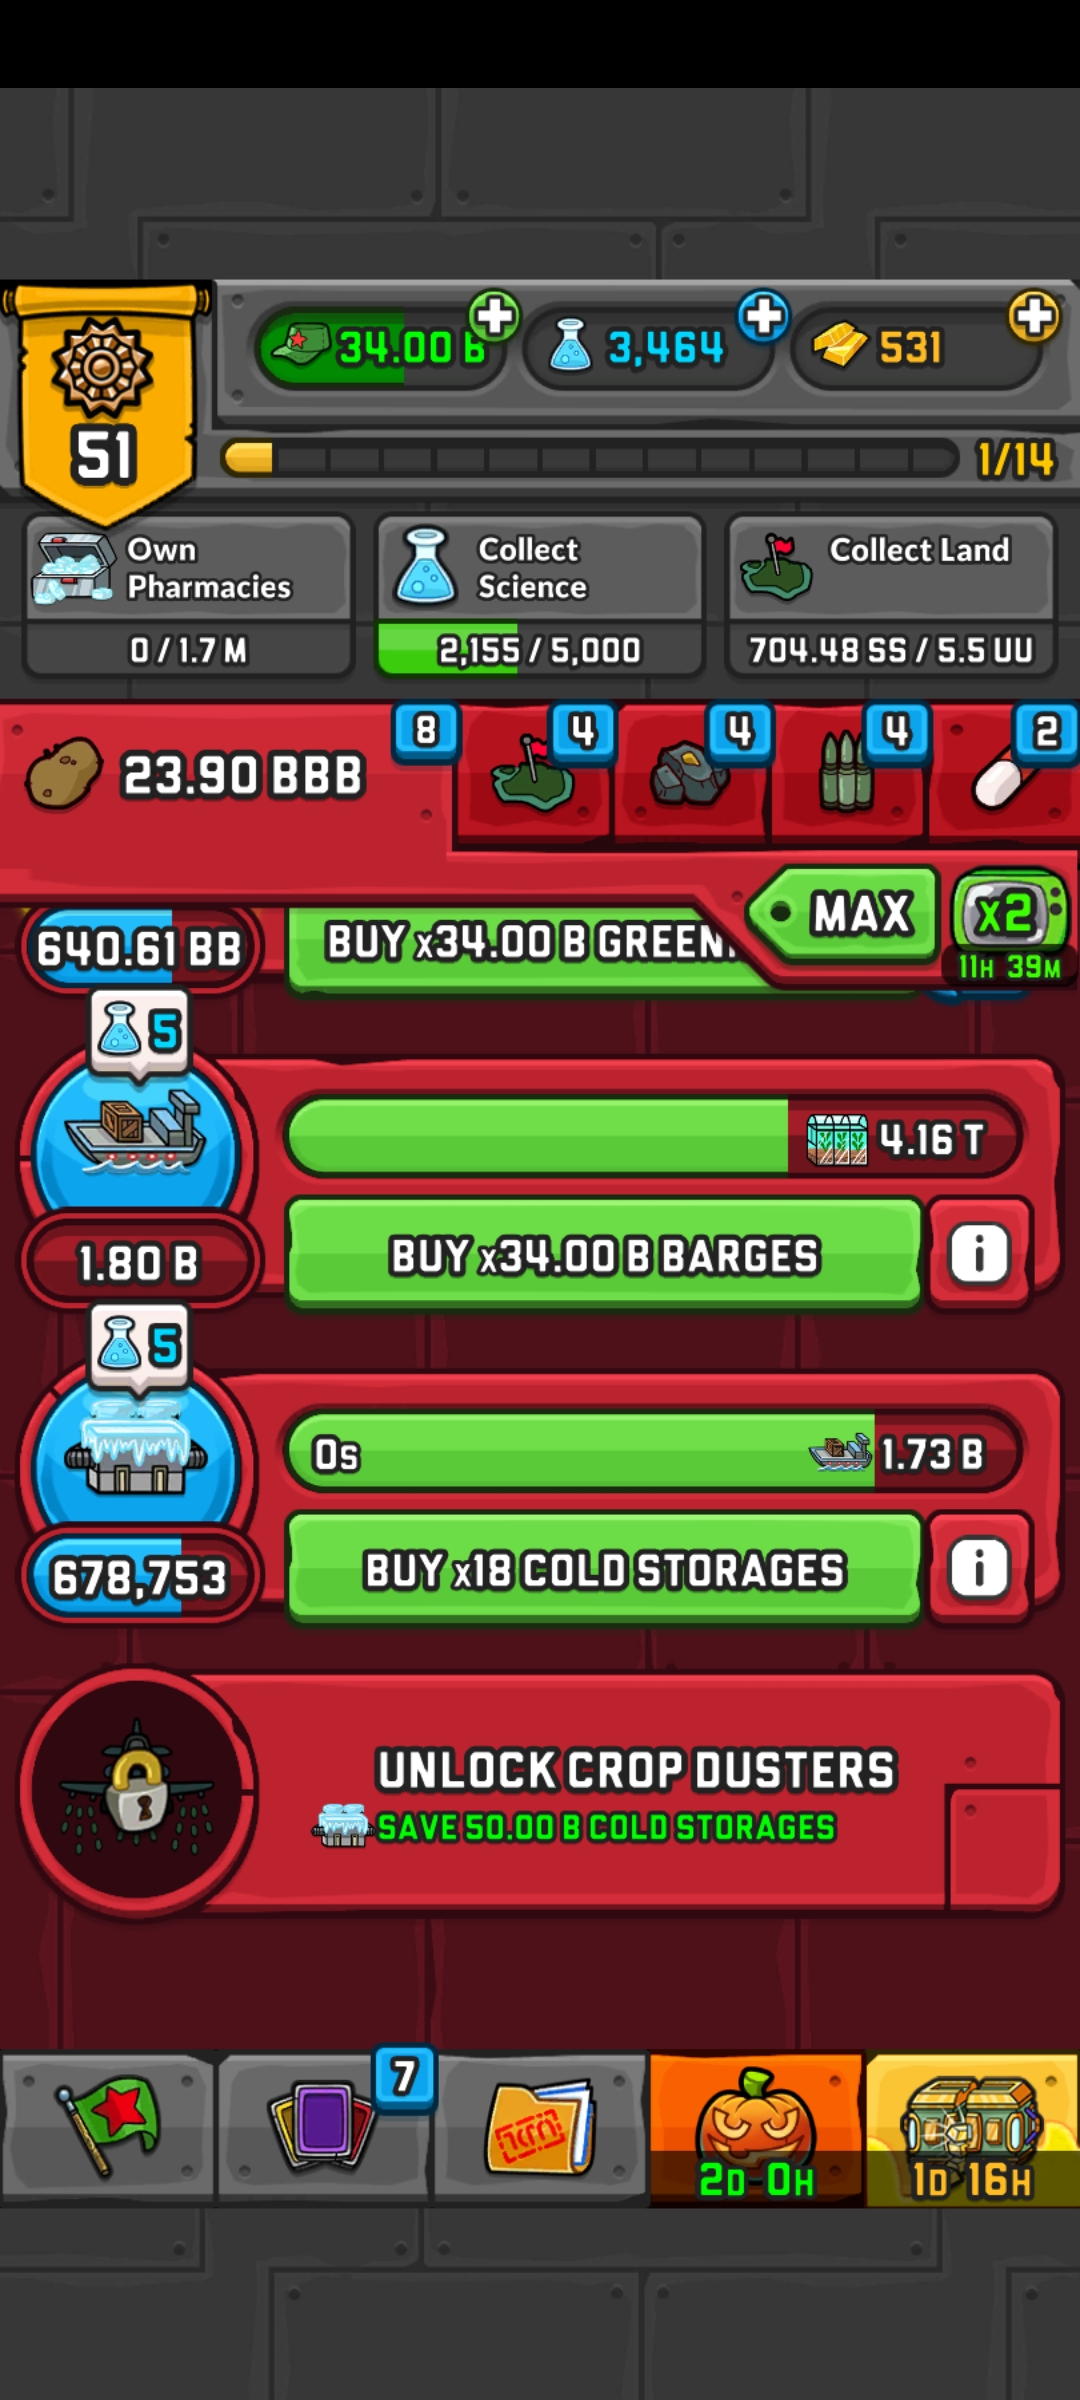 51
34.00 B
3,464
531
1/14
Own Pharmacies
0 / 1.7 M
Collect Science
2,155 / 5,000
Collect Land
704.48 SS / 5.5 UU
23.90 BBB
8
4
4
4
2
MAX
x2
11H 39M
640.61 BB
BUY x34.00 B GREEN
5
4.16 T
1.80 B
BUY x34.00 B BARGES
i
5
0s
1.73 B
678,753
BUY x18 COLD STORAGES
i
UNLOCK CROP DUSTERS
SAVE 50.00 B COLD STORAGES
7
2D 0H
1D 16H